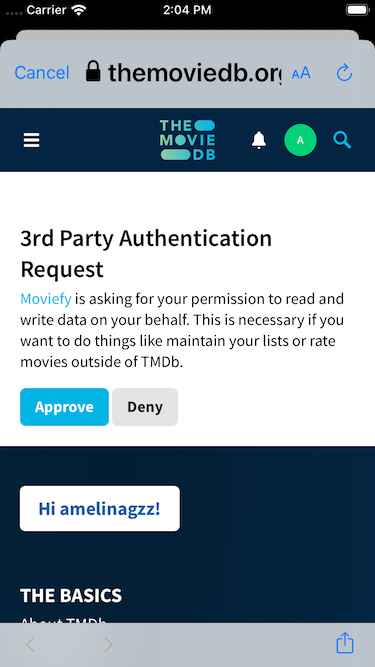 Carrier 2:04 PM
Cancel themoviedb.org AA
THE
MOVIE
DB
A
3rd Party Authentication
Request
Moviefy is asking for your permission to read and
write data on your behalf. This is necessary if you
want to do things like maintain your lists or rate
movies outside of TMDb.
Approve Deny
Hi amelinagzz!
THE BASICS
About TMDb